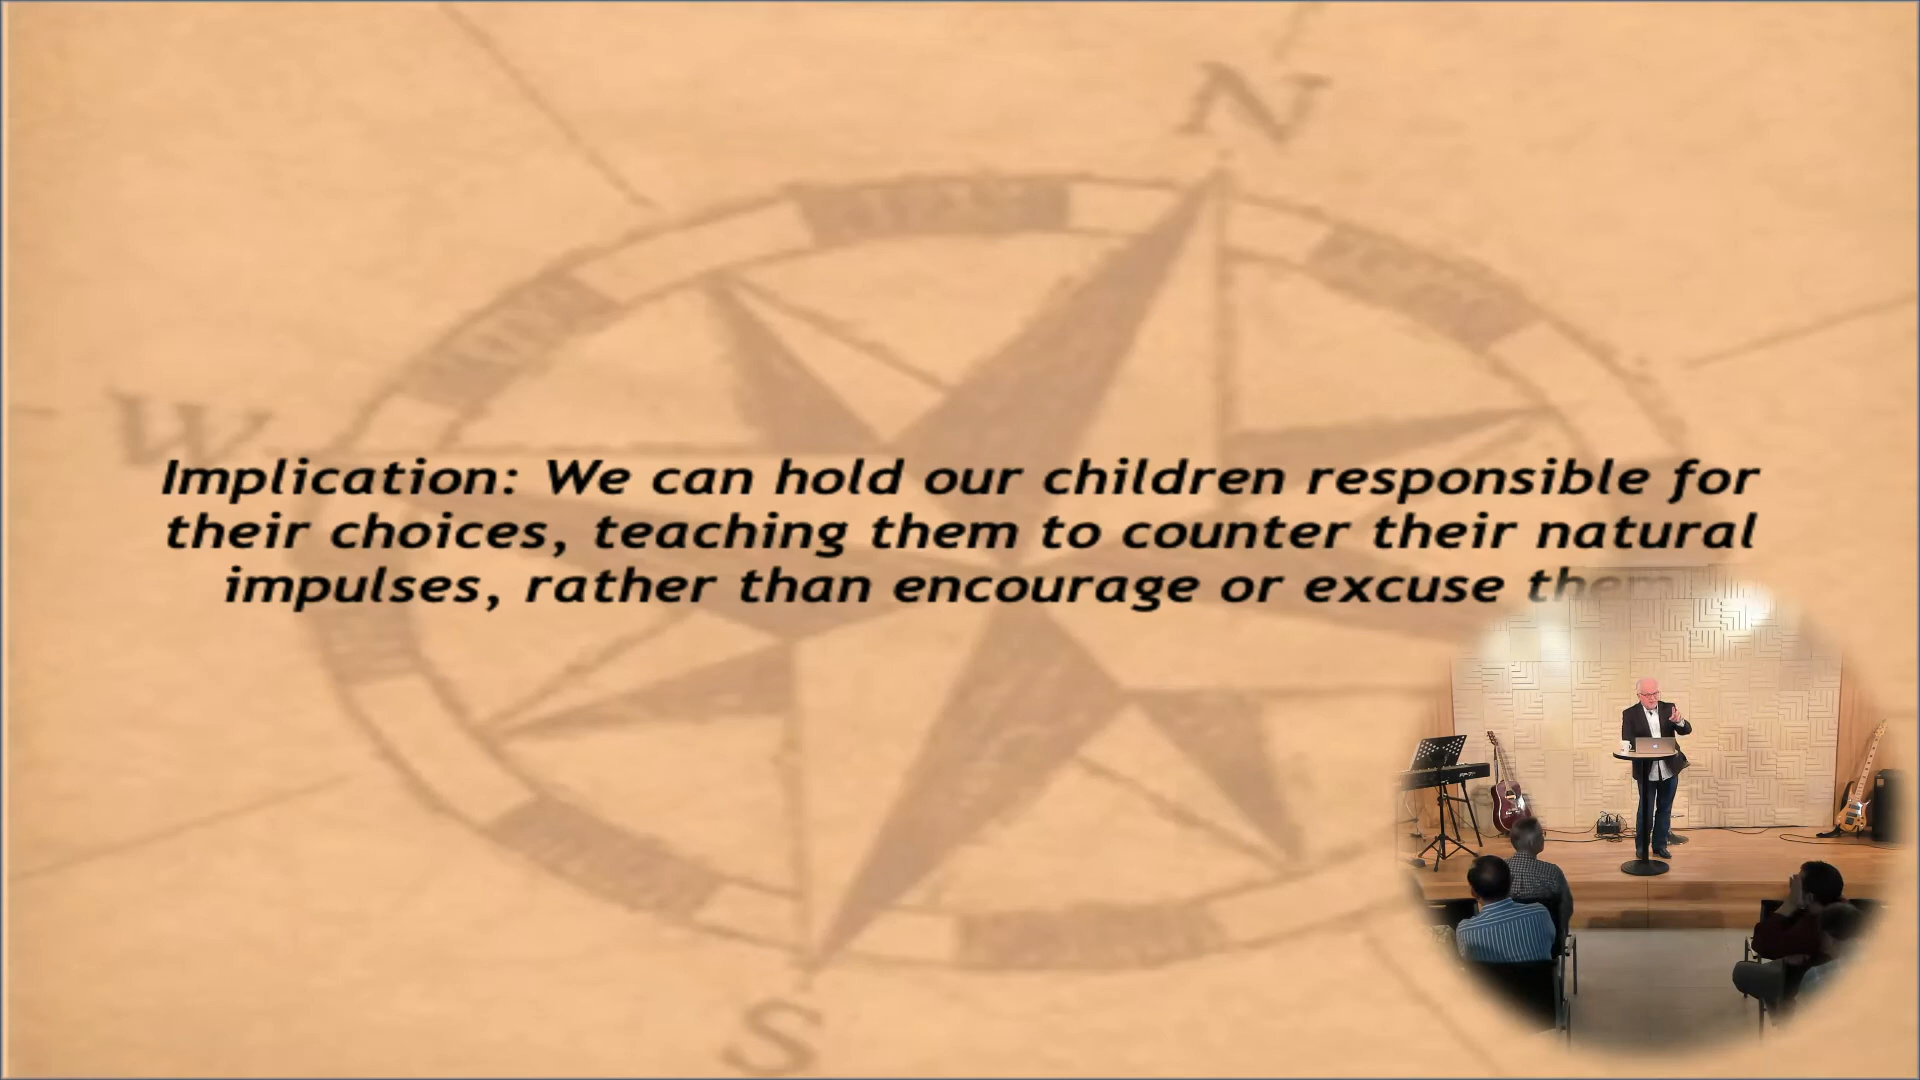 N
W
Implication: We can hold our children responsible for
their choices, teaching them to counter their natural
impulses, rather than encourage or excuse them
S